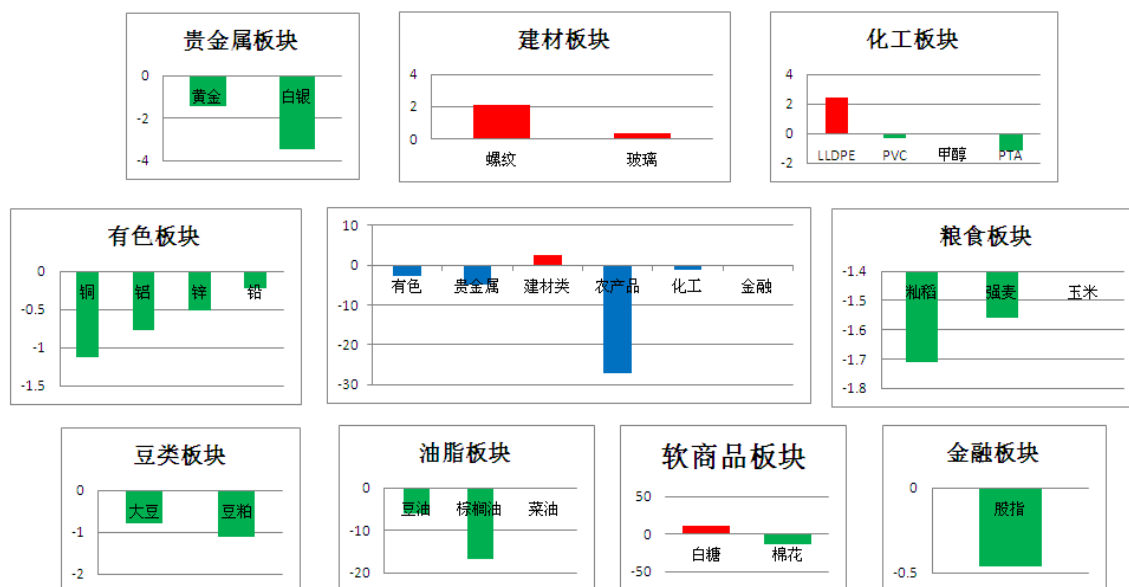 贵金属板块
0
-2
-4
黄金
白银
建材板块
4
2
0
螺纹
玻璃
化工板块
4
2
0
-2
LLDPE
PVC
甲醇
PTA
有色板块
0
-0.5
-1
-1.5
铜
铝
锌
铅
10
0
-10
-20
-30
有色
贵金属
建材类
农产品
化工
金融
粮食板块
-1.4
-1.5
-1.6
-1.7
-1.8
籼稻
强麦
玉米
豆类板块
0
-1
-2
大豆
豆粕
油脂板块
0
-10
-20
豆油
棕榈油
菜油
软商品板块
50
0
-50
白糖
棉花
金融板块
0
-0.5
股指